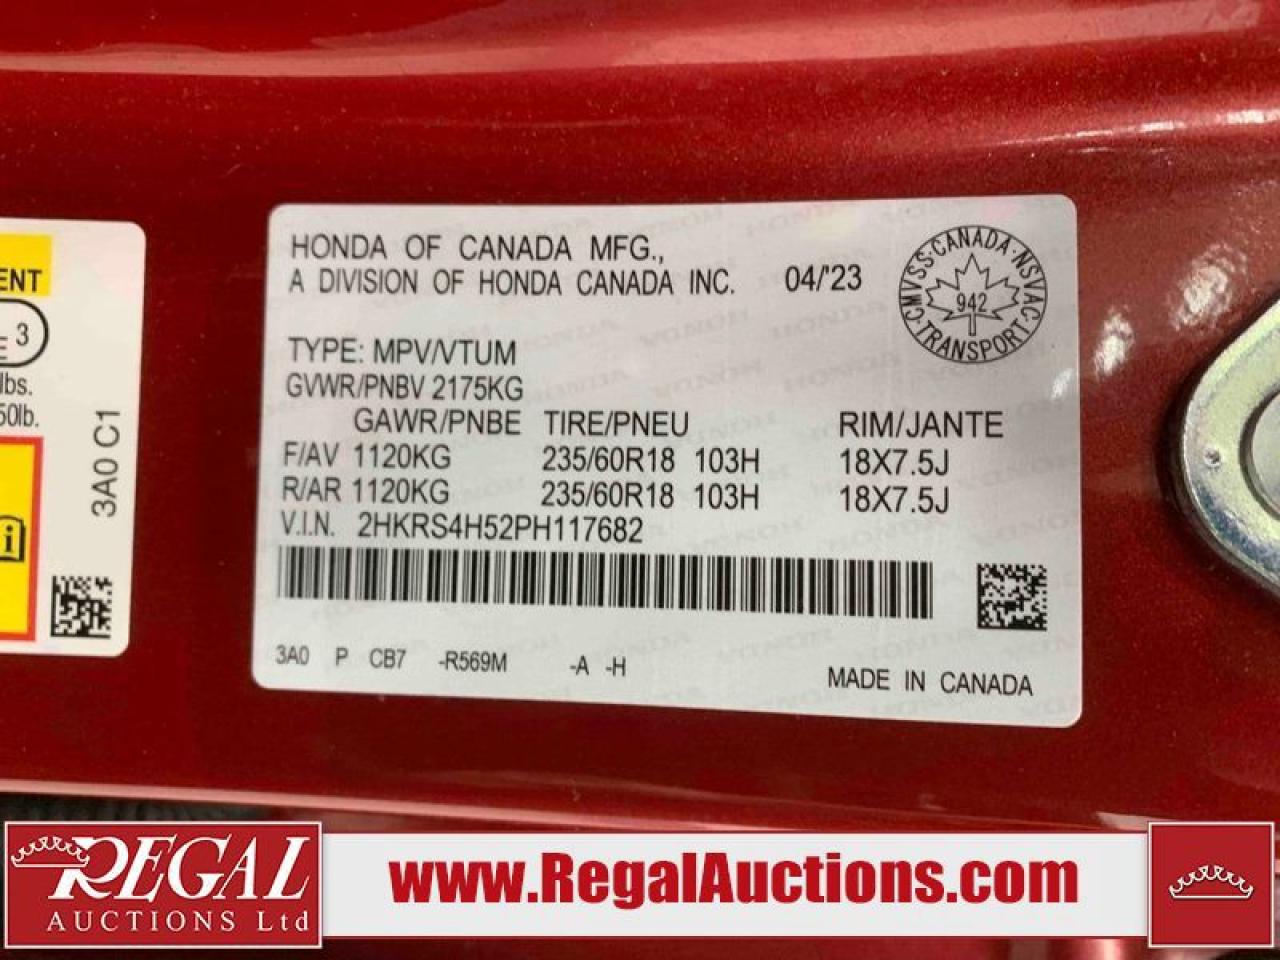 HONDA OF CANADA MFG.,
A DIVISION OF HONDA CANADA INC. 04/'23
CMVSS · CANADA · NSVAC
942
· TRANSPORT ·
TYPE: MPV/VTUM
GVWR/PNBV 2175KG
GAWR/PNBE TIRE/PNEU RIM/JANTE
F/AV 1120KG 235/60R18 103H 18X7.5J
R/AR 1120KG 235/60R18 103H 18X7.5J
V.I.N. 2HKRS4H52PH117682
3A0 P CB7 -R569M -A -H
MADE IN CANADA
3
lbs.
50lb.
3A0 C1
REGAL
AUCTIONS Ltd
www.RegalAuctions.com